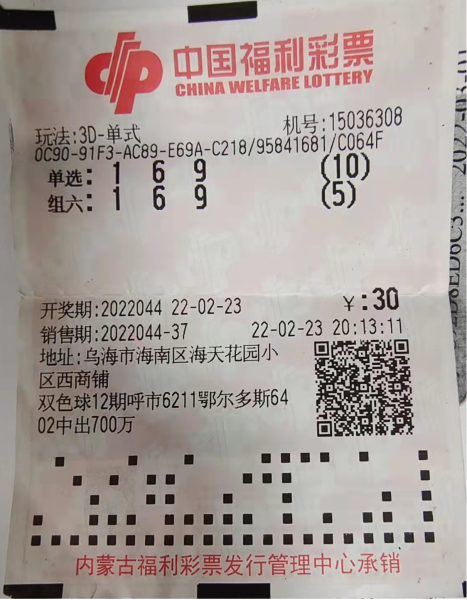 中国福利彩票
CHINA WELFARE LOTTERY
玩法:3D-单式 机号:15036308
0C90-91F3-AC89-E69A-C218/95841681/C064F
单选: 1 6 9 (10)
组六: 1 6 9 (5)
开奖期:2022044 22-02-23 ¥:30
销售期:2022044-37 22-02-23 20:13:11
地址:乌海市海南区海天花园小
区西商铺
双色球12期呼市6211鄂尔多斯64
02中出700万
内蒙古福利彩票发行管理中心承销